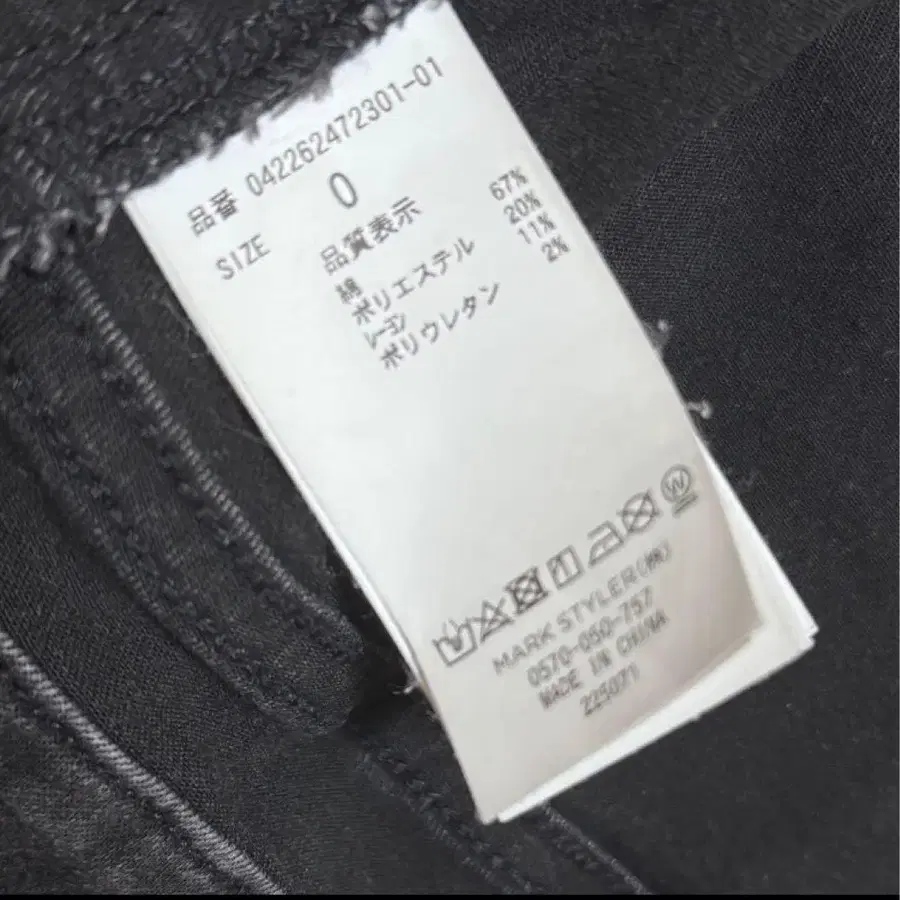 品番 042262472301-01
SIZE 0
品質表示
綿 67%
ポリエステル 20%
レーヨン 11%
ポリウレタン 2%
W
MARK STYLER(株)
0570-050-757
MADE IN CHINA
225071